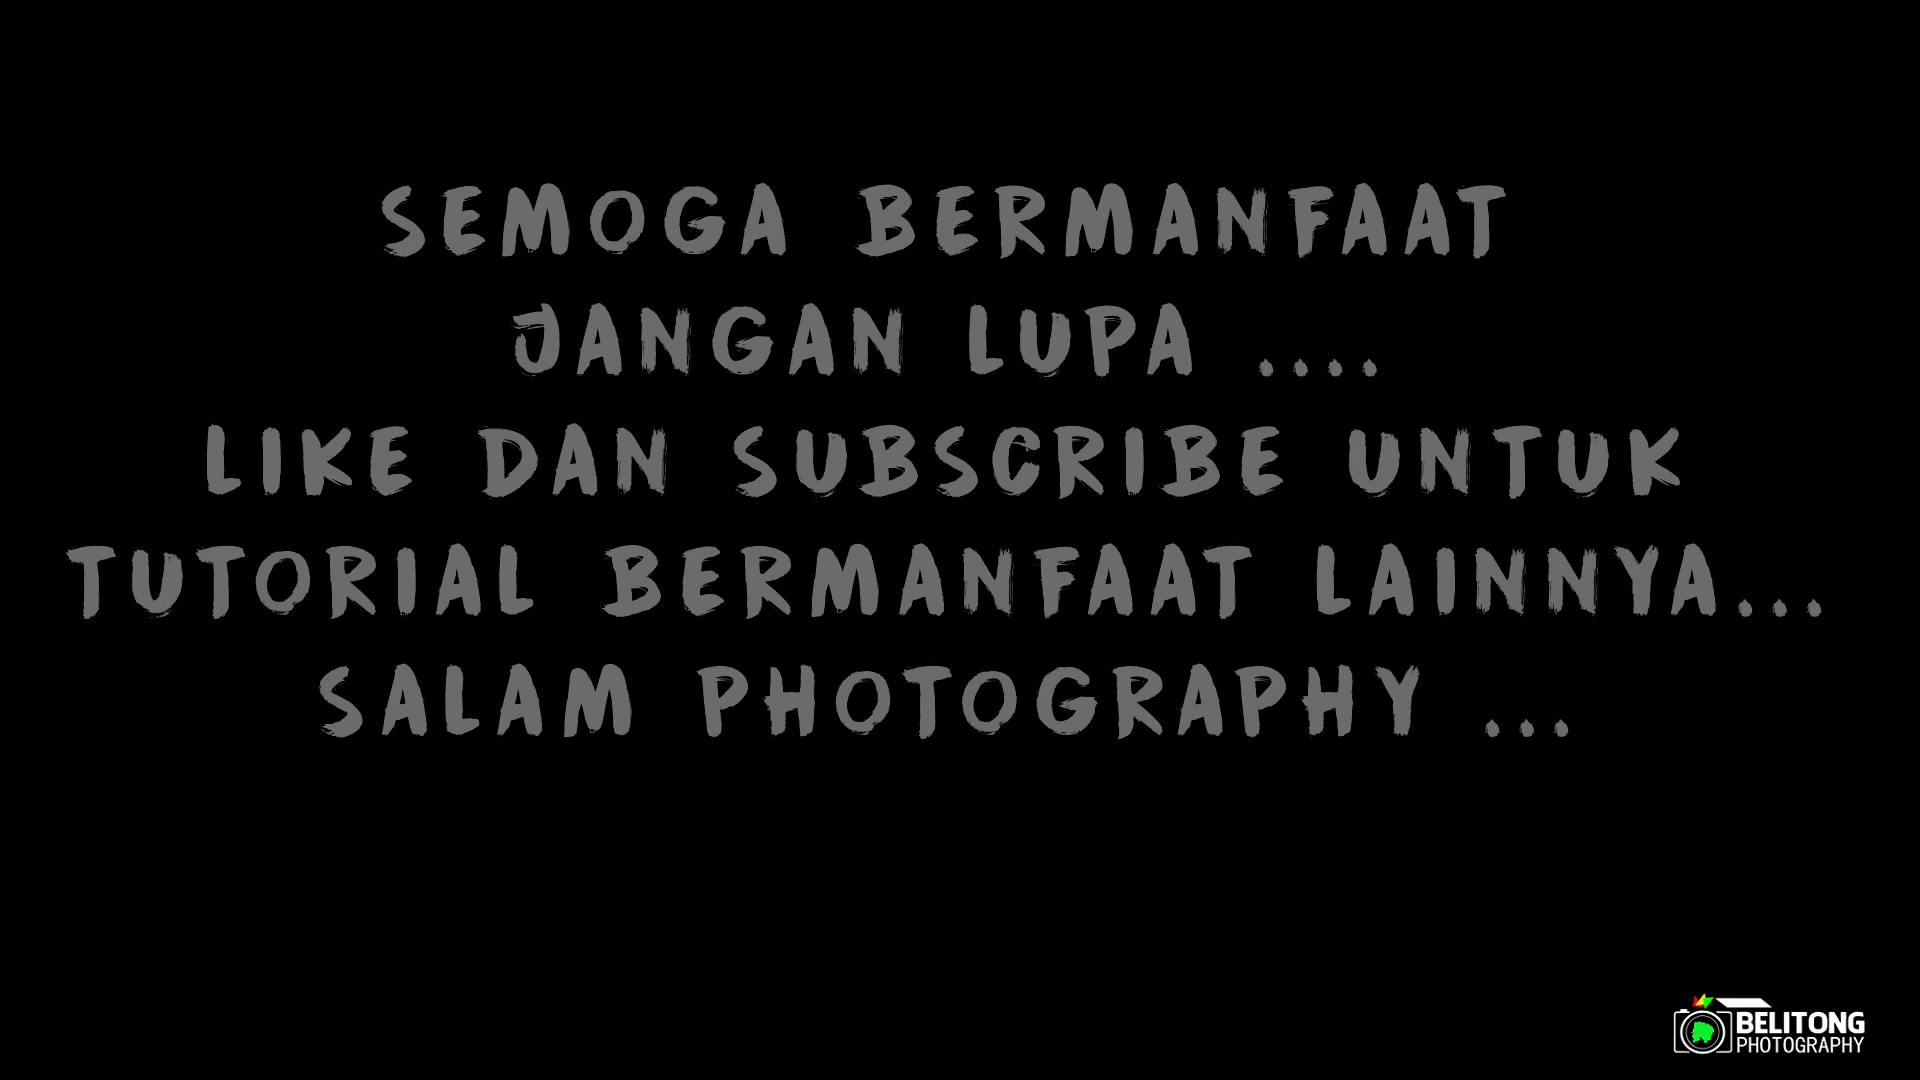 SEMOGA BERMANFAAT
JANGAN LUPA ....
LIKE DAN SUBSCRIBE UNTUK
TUTORIAL BERMANFAAT LAINNYA...
SALAM PHOTOGRAPHY ...
BELITONG
PHOTOGRAPHY